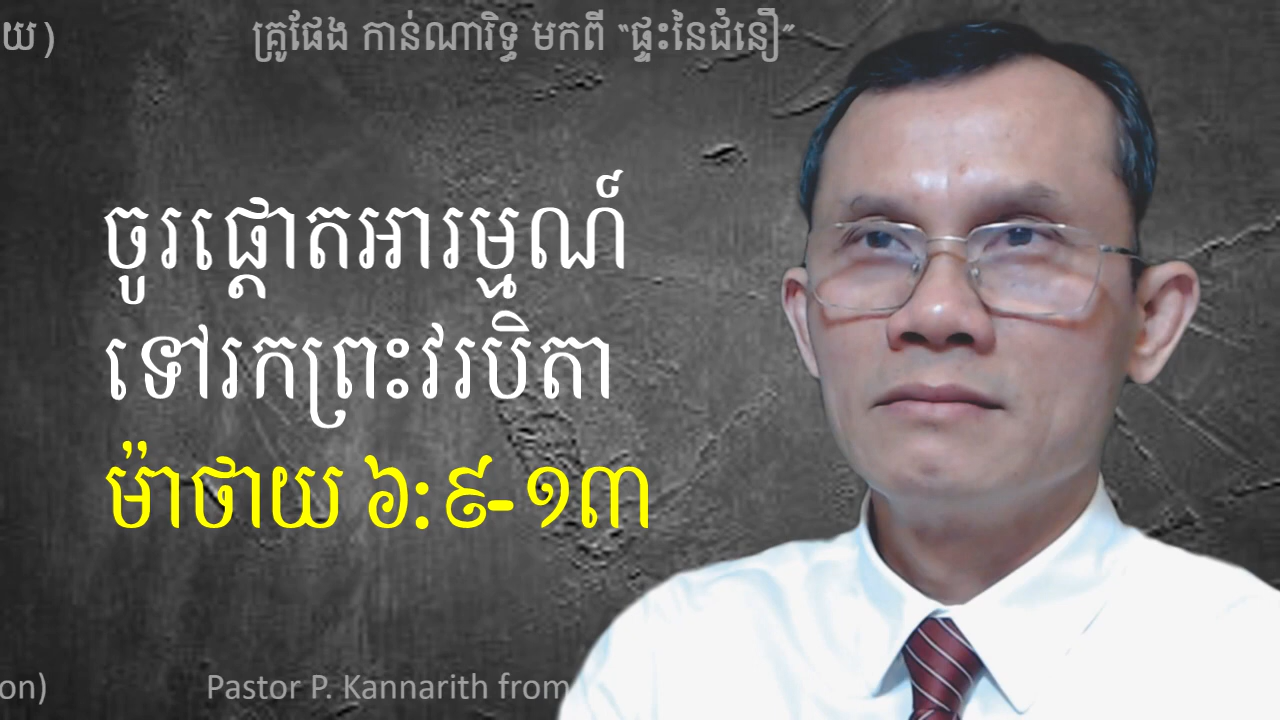 យ)
គ្រូផែង កាន់ណារិទ្ធ មកពី “ផ្ទះនៃជំនឿ”
ចូរផ្ដោតអារម្មណ៍
ទៅរកព្រះវរបិតា
ម៉ាថាយ ៦:៩-១៣
on)
Pastor P. Kannarith from